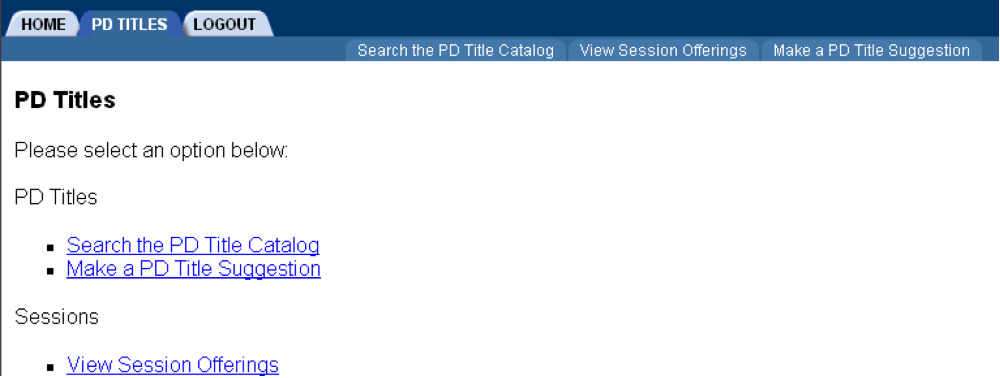 HOME PD TITLES LOGOUT
Search the PD Title Catalog View Session Offerings Make a PD Title Suggestion
PD Titles
Please select an option below:
PD Titles
Search the PD Title Catalog
Make a PD Title Suggestion
Sessions
View Session Offerings